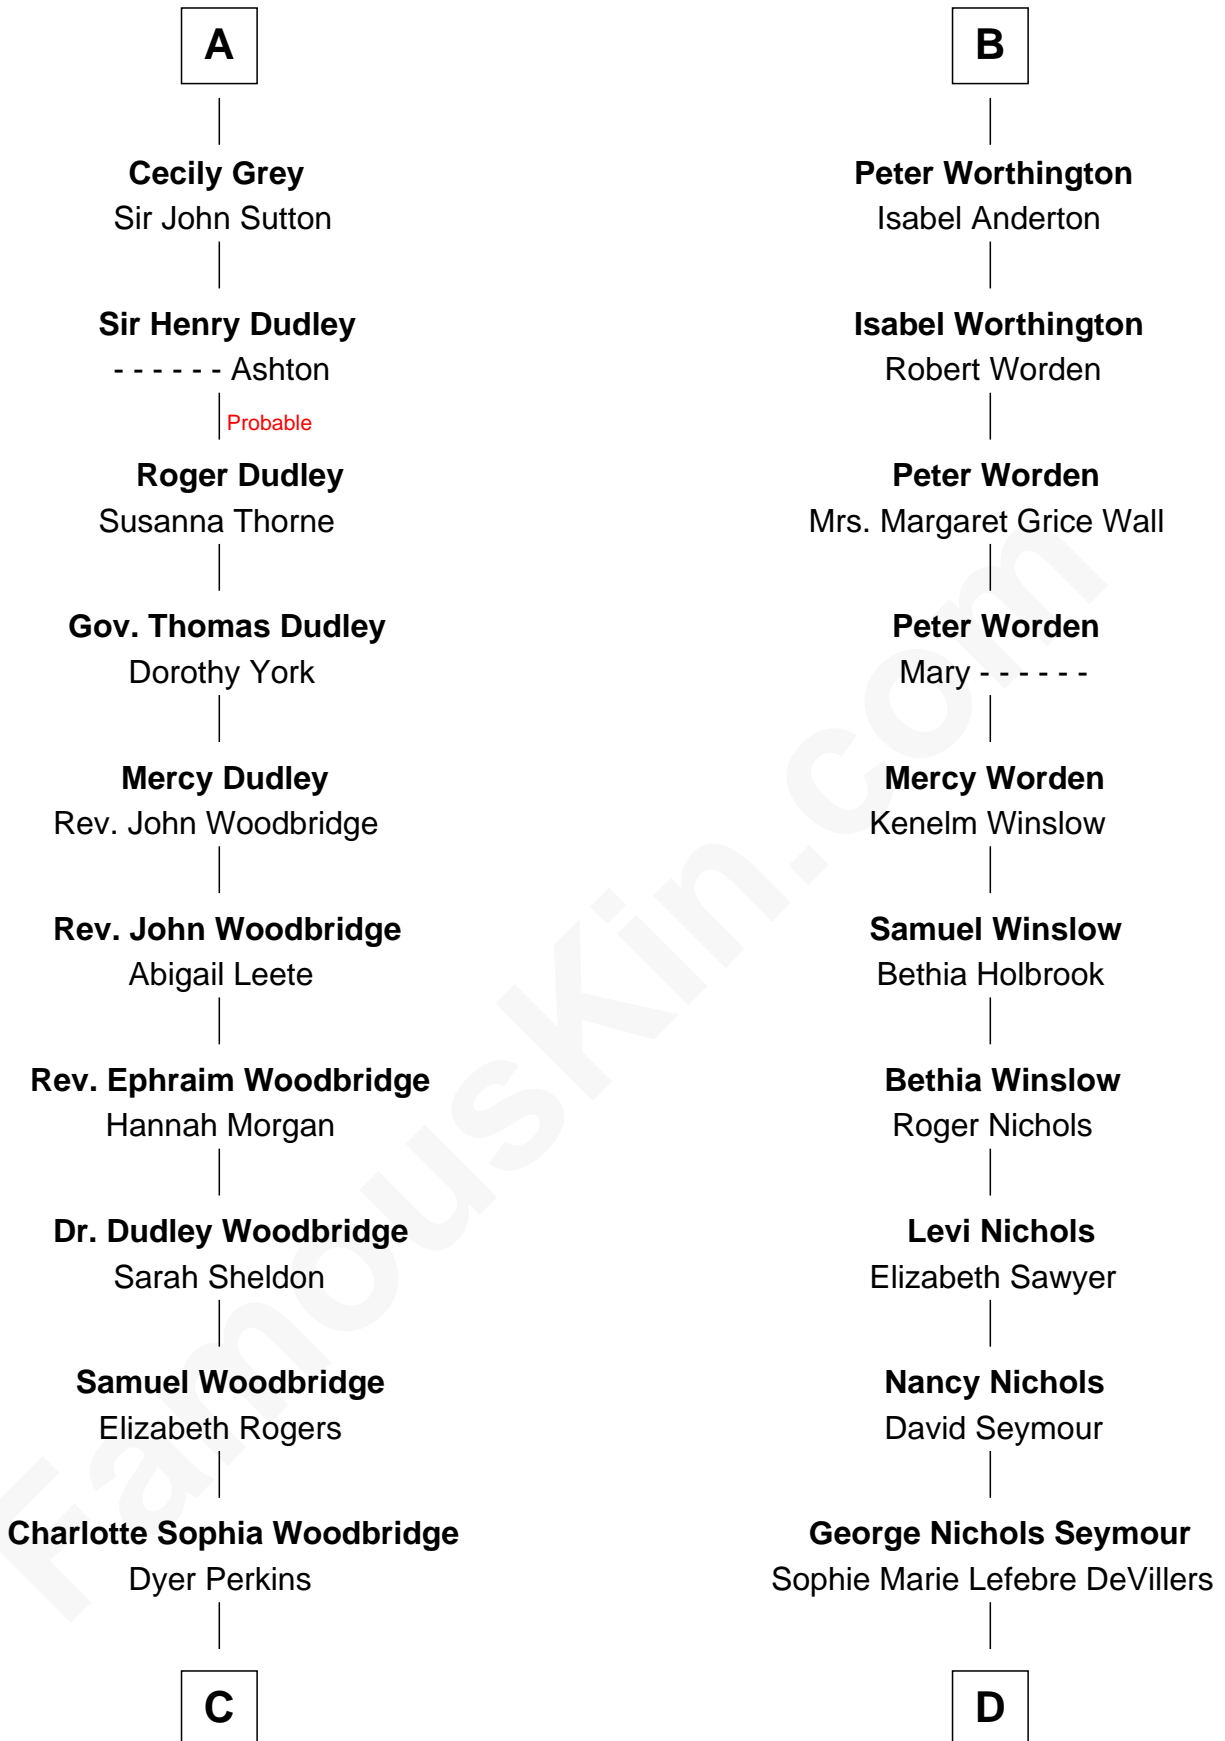 A
Cecily Grey
Sir John Sutton
Sir Henry Dudley
- - - - - - Ashton
Probable
Roger Dudley
Susanna Thorne
Gov. Thomas Dudley
Dorothy York
Mercy Dudley
Rev. John Woodbridge
Rev. John Woodbridge
Abigail Leete
Rev. Ephraim Woodbridge
Hannah Morgan
Dr. Dudley Woodbridge
Sarah Sheldon
Samuel Woodbridge
Elizabeth Rogers
Charlotte Sophia Woodbridge
Dyer Perkins
C
B
Peter Worthington
Isabel Anderton
Isabel Worthington
Robert Worden
Peter Worden
Mrs. Margaret Grice Wall
Peter Worden
Mary - - - - - -
Mercy Worden
Kenelm Winslow
Samuel Winslow
Bethia Holbrook
Bethia Winslow
Roger Nichols
Levi Nichols
Elizabeth Sawyer
Nancy Nichols
David Seymour
George Nichols Seymour
Sophie Marie Lefebre DeVillers
D
FamousKin.com